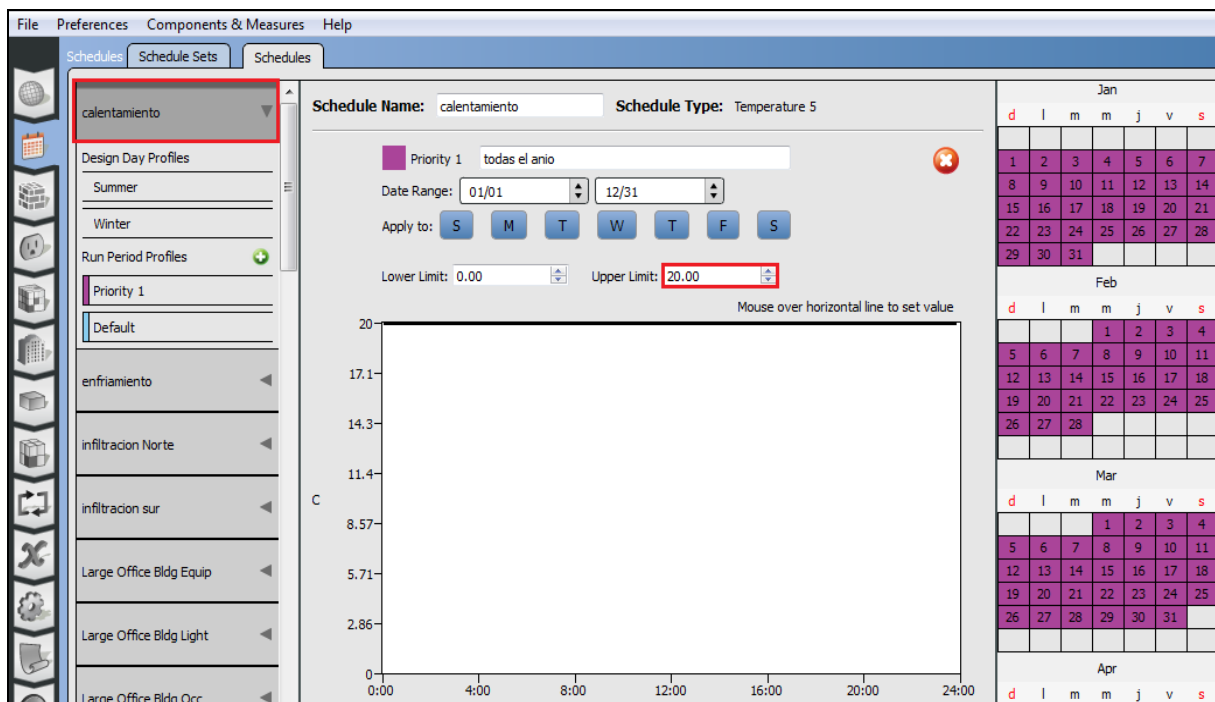 File Preferences Components & Measures Help
Schedules Schedule Sets Schedules
calentamiento
Design Day Profiles
Summer
Winter
Run Period Profiles
Priority 1
Default
enfriamiento
infiltracion Norte
infiltracion sur
Large Office Bldg Equip
Large Office Bldg Light
Large Office Bldg Occ
Schedule Name: calentamiento Schedule Type: Temperature 5
Priority 1 todas el anio
Date Range: 01/01 12/31
Apply to: S M T W T F S
Lower Limit: 0.00 Upper Limit: 20.00
Mouse over horizontal line to set value
20
17.1
14.3
11.4
C
8.57
5.71
2.86
0
0:00 4:00 8:00 12:00 16:00 20:00 24:00
Jan
d l m m j v s
1 2 3 4 5 6 7
8 9 10 11 12 13 14
15 16 17 18 19 20 21
22 23 24 25 26 27 28
29 30 31
Feb
d l m m j v s
1 2 3 4
5 6 7 8 9 10 11
12 13 14 15 16 17 18
19 20 21 22 23 24 25
26 27 28
Mar
d l m m j v s
1 2 3 4
5 6 7 8 9 10 11
12 13 14 15 16 17 18
19 20 21 22 23 24 25
26 27 28 29 30 31
Apr
d l m m j v s